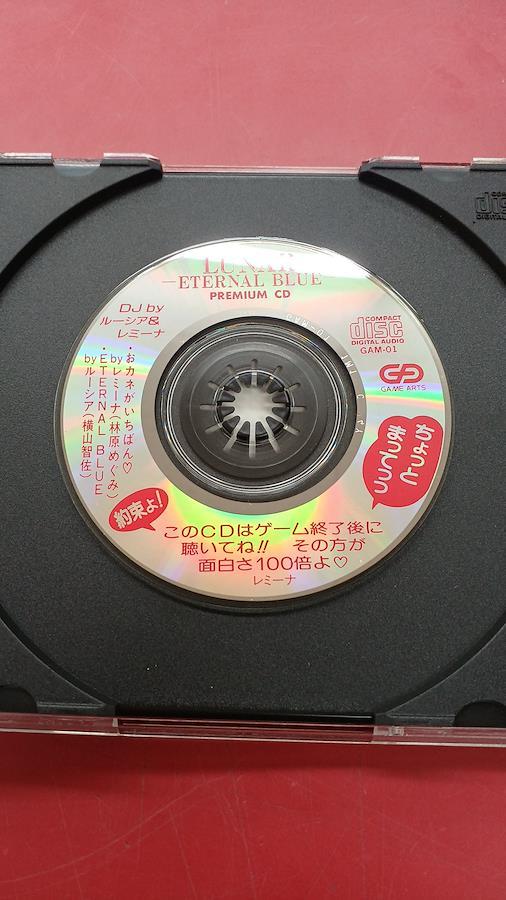 LUNAR
—ETERNAL BLUE—
PREMIUM CD
DJ by
ルーシア&
レミーナ
COMPACT
disc
DIGITAL AUDIO
GAM-01
GAME ARTS
・おカネがいちばん♡
by レミーナ(林原めぐみ)
・ETERNAL BLUE
by ルーシア(横山智佐)
ちょっと
まったっっ
約束よ!
このCDはゲーム終了後に
聴いてね!! その方が
面白さ100倍よ♡
レミーナ